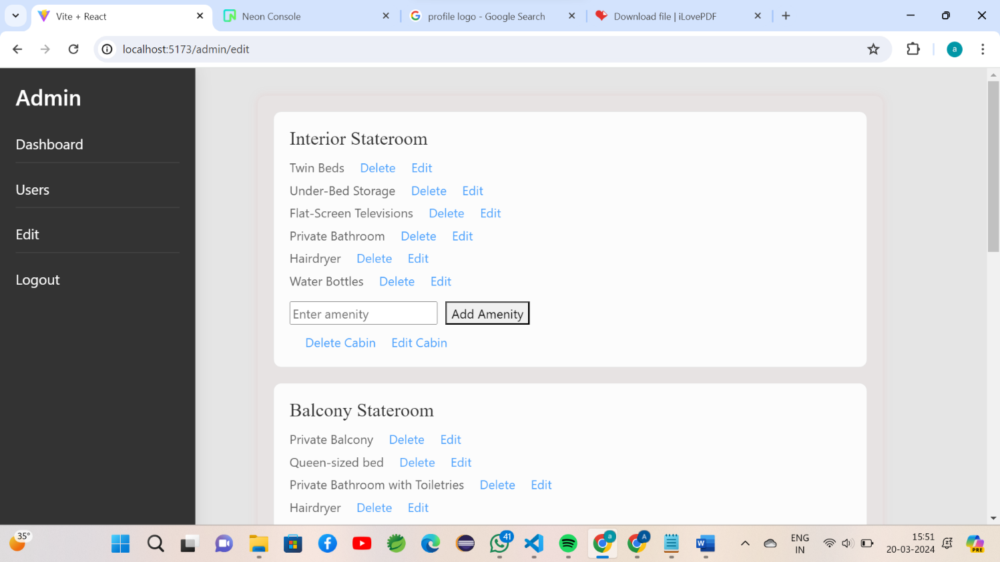 Vite + React
Neon Console
profile logo - Google Search
Download file | iLovePDF
localhost:5173/admin/edit
a
Admin
Dashboard
Users
Edit
Logout
Interior Stateroom
Twin Beds Delete Edit
Under-Bed Storage Delete Edit
Flat-Screen Televisions Delete Edit
Private Bathroom Delete Edit
Hairdryer Delete Edit
Water Bottles Delete Edit
Enter amenity Add Amenity
Delete Cabin Edit Cabin
Balcony Stateroom
Private Balcony Delete Edit
Queen-sized bed Delete Edit
Private Bathroom with Toiletries Delete Edit
Hairdryer Delete Edit
35°
41
a
A
W
ENG
IN
15:51
20-03-2024
PRE